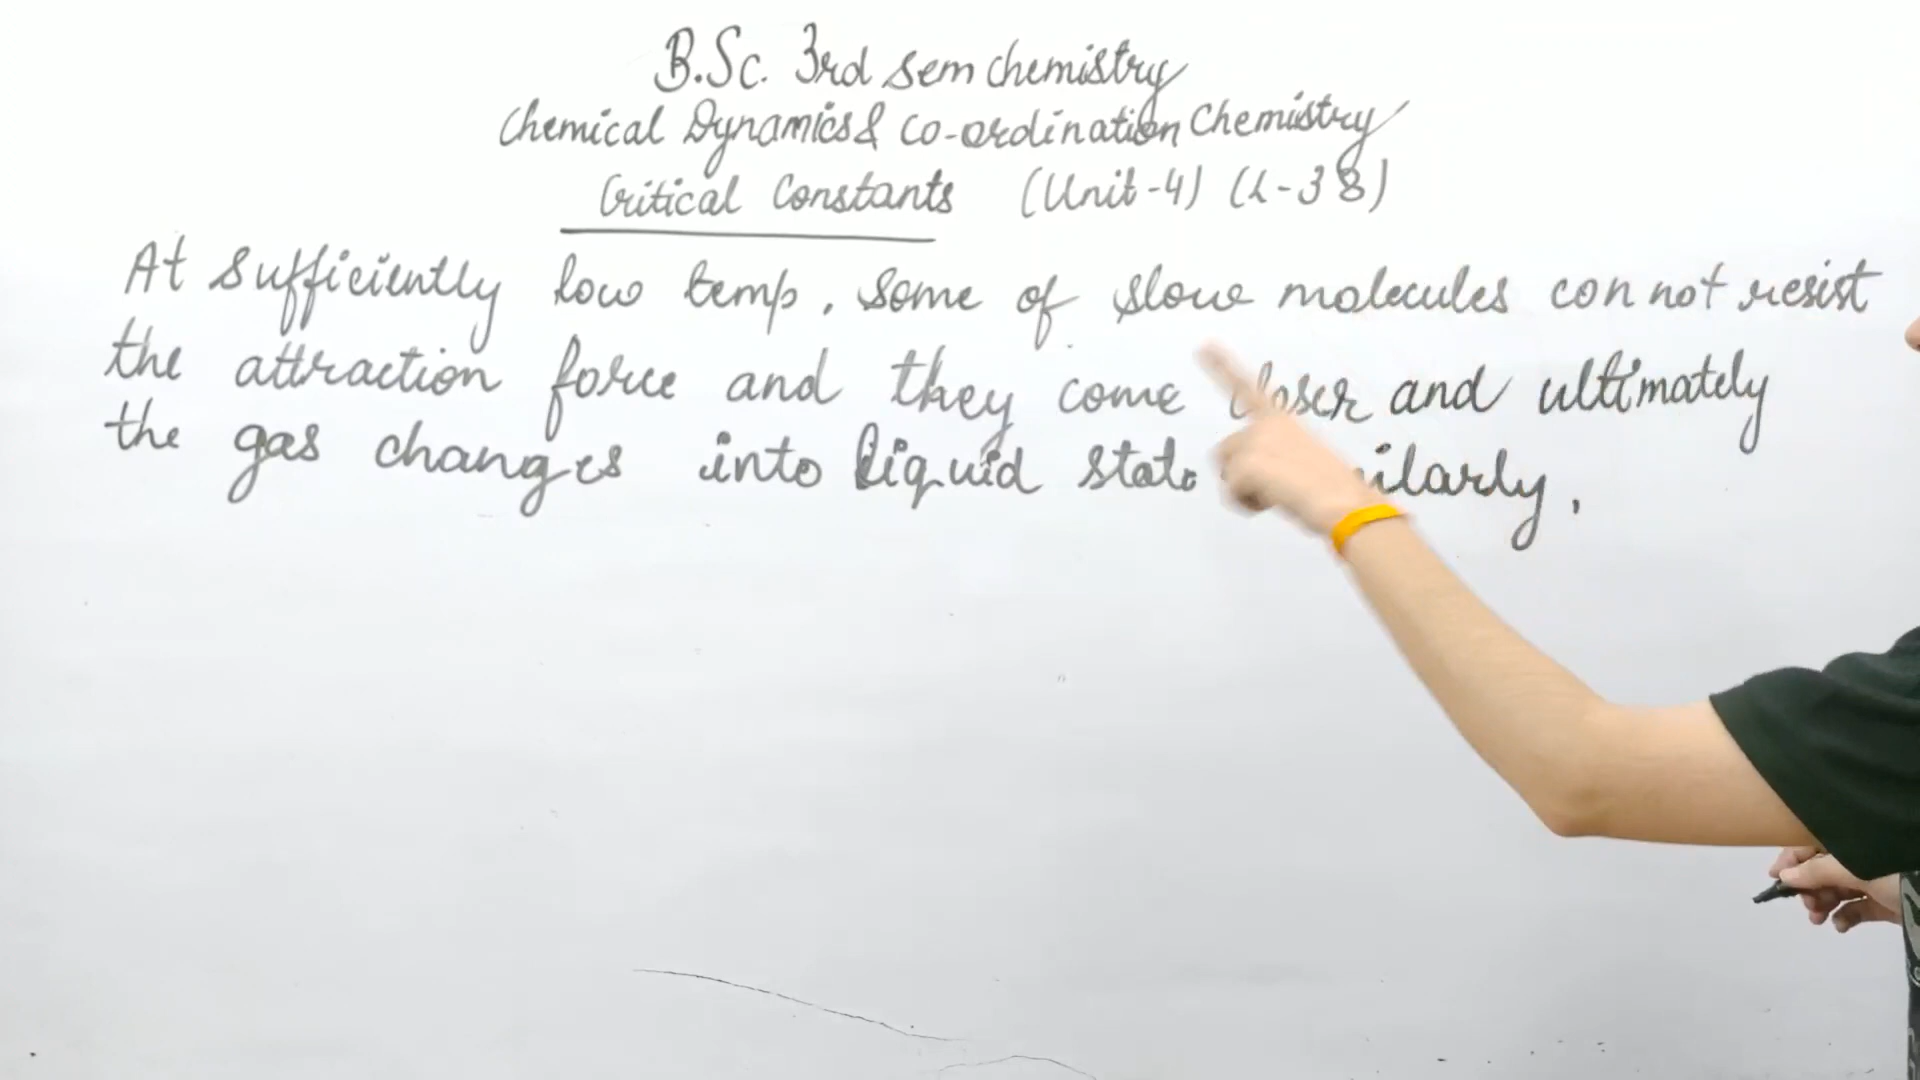 B.Sc. 3rd sem chemistry
Chemical Dynamics & Co-ordination Chemistry
Critical Constants (Unit-4) (L-38)
At sufficiently low temp. some of slow molecules con not resist
the attraction force and they come closer and ultimately
the gas changes into liquid state